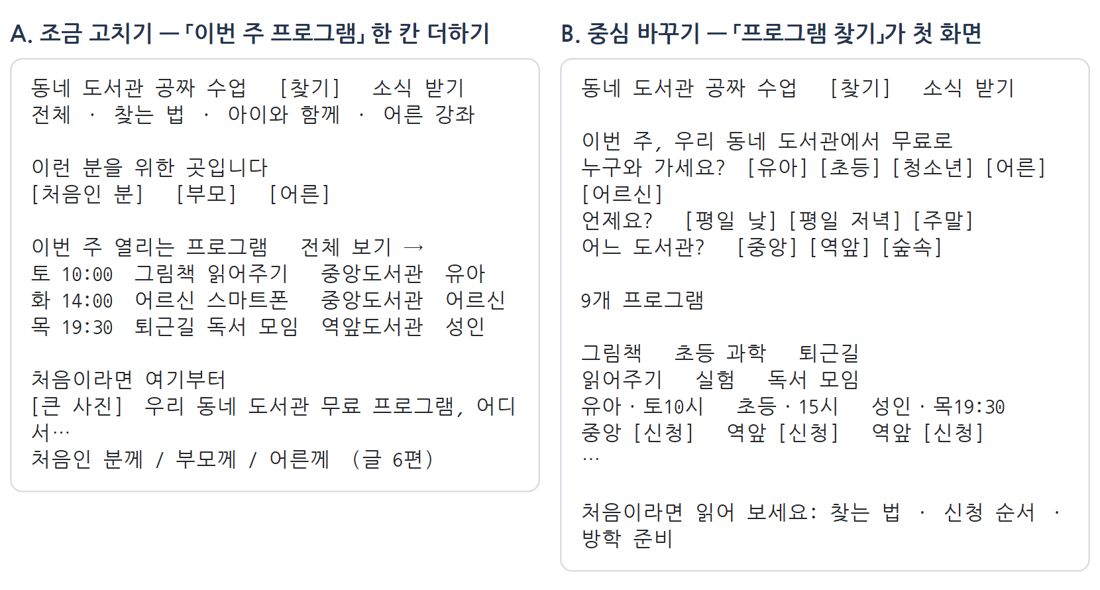 A. 조금 고치기 — 「이번 주 프로그램」 한 칸 더하기
동네 도서관 공짜 수업 [찾기] 소식 받기
전체 · 찾는 법 · 아이와 함께 · 어른 강좌
이런 분을 위한 곳입니다
[처음인 분] [부모] [어른]
이번 주 열리는 프로그램 전체 보기 →
토 10:00 그림책 읽어주기 중앙도서관 유아
화 14:00 어르신 스마트폰 중앙도서관 어르신
목 19:30 퇴근길 독서 모임 역앞도서관 성인
처음이라면 여기부터
[큰 사진] 우리 동네 도서관 무료 프로그램, 어디
서…
처음인 분께 / 부모께 / 어른께 (글 6편)
B. 중심 바꾸기 — 「프로그램 찾기」가 첫 화면
동네 도서관 공짜 수업 [찾기] 소식 받기
이번 주, 우리 동네 도서관에서 무료로
누구와 가세요? [유아] [초등] [청소년] [어른]
[어르신]
언제요? [평일 낮] [평일 저녁] [주말]
어느 도서관? [중앙] [역앞] [숲속]
9개 프로그램
그림책 초등 과학 퇴근길
읽어주기 실험 독서 모임
유아 · 토10시 초등 · 15시 성인 · 목19:30
중앙 [신청] 역앞 [신청] 역앞 [신청]
…
처음이라면 읽어 보세요: 찾는 법 · 신청 순서 ·
방학 준비